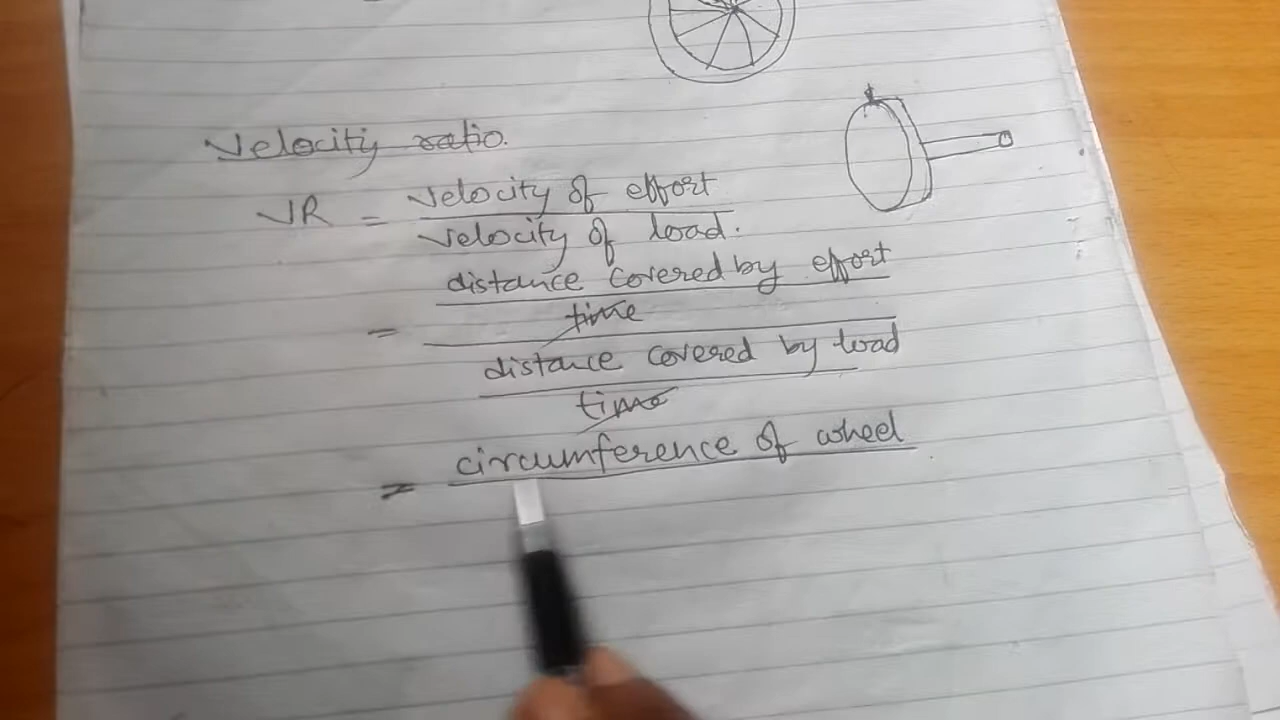 Velocity ratio.
VR = velocity of effort
velocity of load.
distance covered by effort
= time
distance covered by load
time
= circumference of wheel